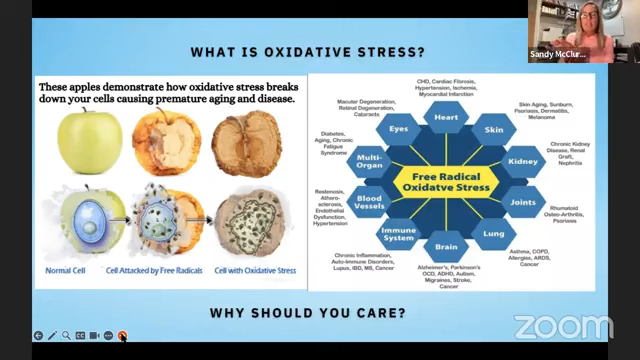 WHAT IS OXIDATIVE STRESS?
Sandy McClur...
These apples demonstrate how oxidative stress breaks
down your cells causing premature aging and disease.
Normal Cell
Cell Attacked by Free Radicals
Cell with Oxidative Stress
CHD, Cardiac Fibrosis,
Hypertension, Ischemia,
Myocardial Infarction
Macular Degeneration,
Retinal Degeneration,
Cataracts
Skin Aging, Sunburn,
Psoriasis, Dermatitis,
Melanoma
Heart
Eyes
Skin
Diabetes,
Aging, Chronic
Fatigue
Syndrome
Chronic Kidney
Disease, Renal
Graft,
Nephritis
Multi-
Organ
Kidney
Free Radical
Oxidatve Stress
Restenosis,
Athero-
sclerosis,
Endothelial
Dysfunction,
Hypertension
Blood
Vessels
Joints
Rhumatoid
Osteo-Arthritis,
Psoriasis
Immune
System
Lung
Brain
Chronic Inflammation,
Auto-Immune Disorders,
Lupus, IBD, MS, Cancer
Asthma, COPD,
Allergies, ARDS,
Cancer
Alzheimer's, Parkinson's
OCD, ADHD, Autism,
Migraines, Stroke,
Cancer
WHY SHOULD YOU CARE?
zoom